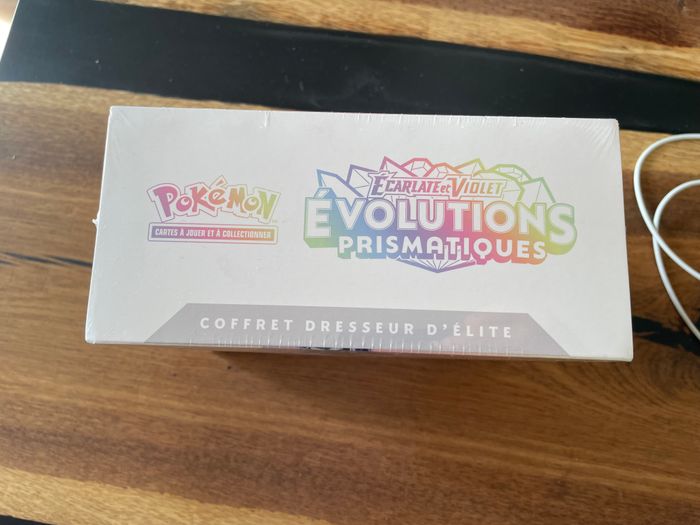 POKÉMON
CARTES À JOUER ET À COLLECTIONNER
ÉCARLATE ET VIOLET
ÉVOLUTIONS
PRISMATIQUES
COFFRET DRESSEUR D'ÉLITE